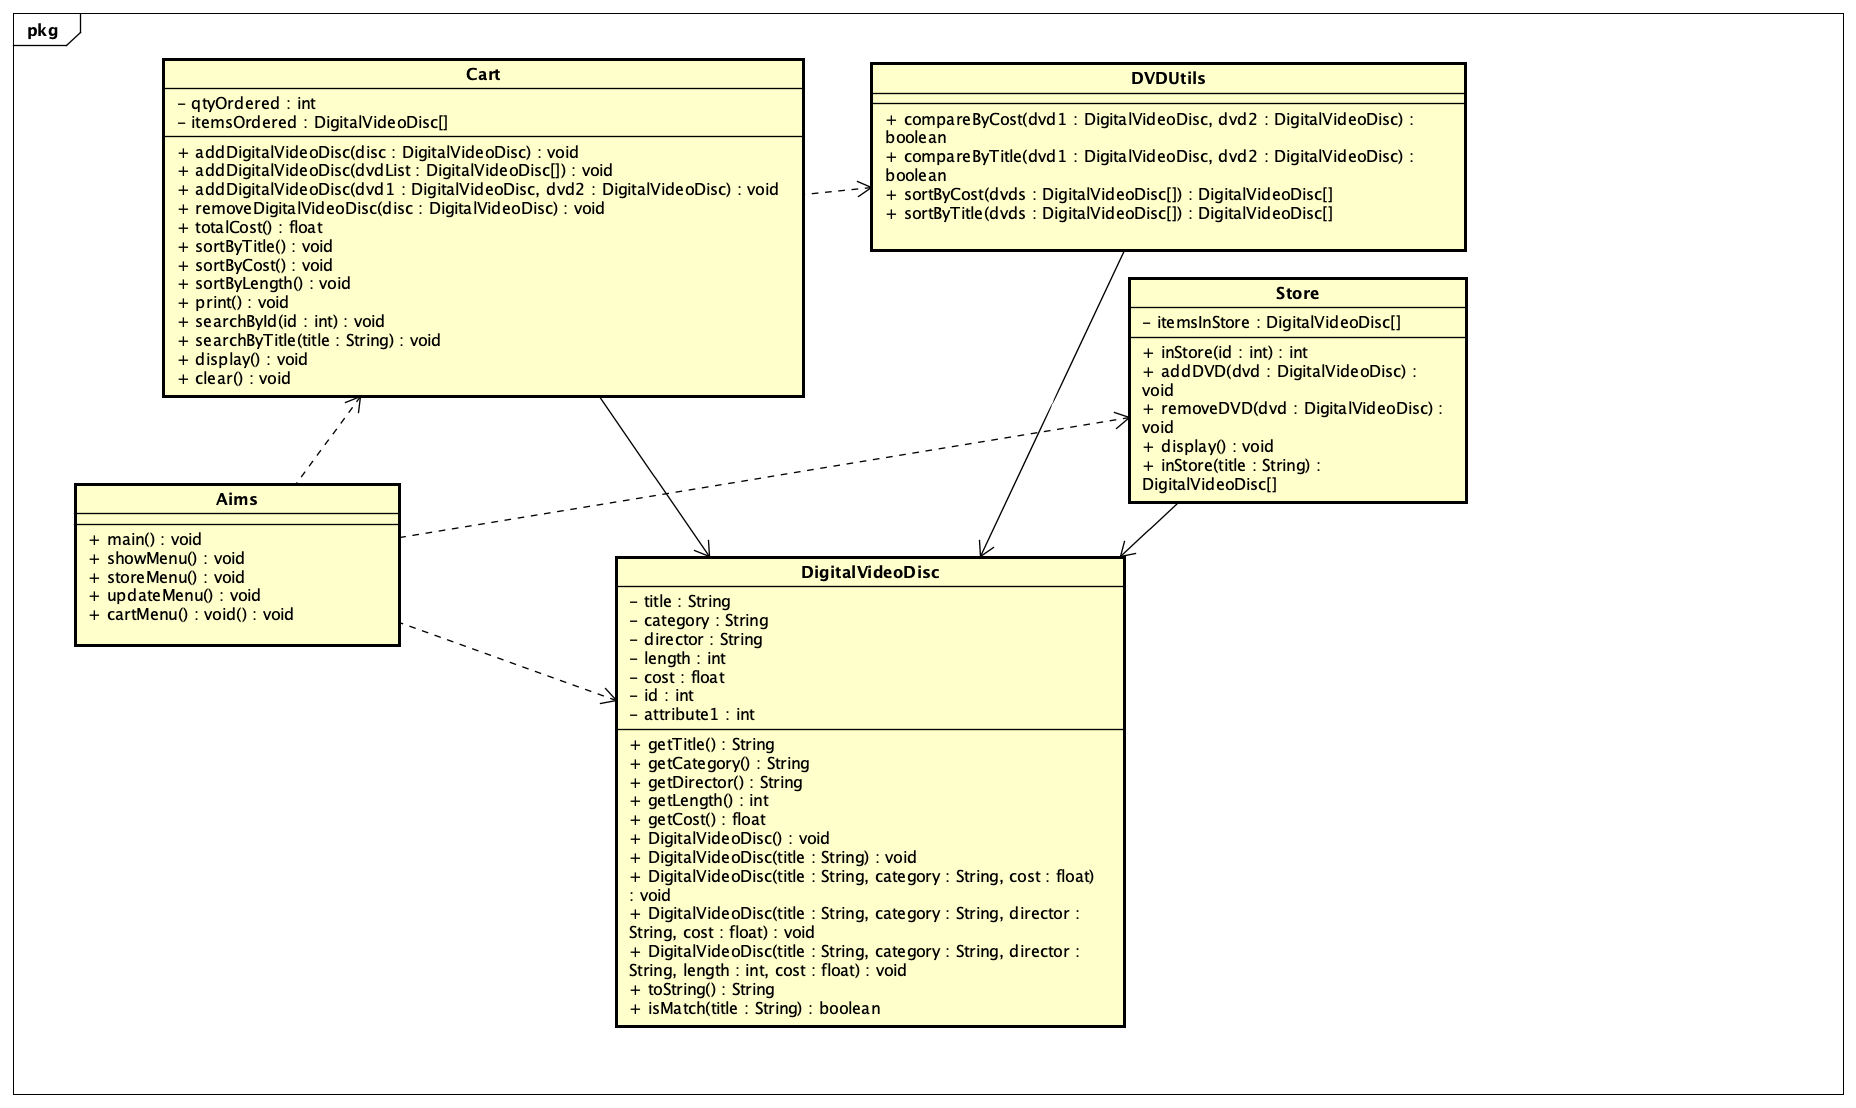 pkg
Cart
- qtyOrdered : int
- itemsOrdered : DigitalVideoDisc[]
+ addDigitalVideoDisc(disc : DigitalVideoDisc) : void
+ addDigitalVideoDisc(dvdList : DigitalVideoDisc[]) : void
+ addDigitalVideoDisc(dvd1 : DigitalVideoDisc, dvd2 : DigitalVideoDisc) : void
+ removeDigitalVideoDisc(disc : DigitalVideoDisc) : void
+ totalCost() : float
+ sortByTitle() : void
+ sortByCost() : void
+ sortByLength() : void
+ print() : void
+ searchById(id : int) : void
+ searchByTitle(title : String) : void
+ display() : void
+ clear() : void
DVDUtils
+ compareByCost(dvd1 : DigitalVideoDisc, dvd2 : DigitalVideoDisc) :
boolean
+ compareByTitle(dvd1 : DigitalVideoDisc, dvd2 : DigitalVideoDisc) :
boolean
+ sortByCost(dvds : DigitalVideoDisc[]) : DigitalVideoDisc[]
+ sortByTitle(dvds : DigitalVideoDisc[]) : DigitalVideoDisc[]
Store
- itemsInStore : DigitalVideoDisc[]
+ inStore(id : int) : int
+ addDVD(dvd : DigitalVideoDisc) :
void
+ removeDVD(dvd : DigitalVideoDisc) :
void
+ display() : void
+ inStore(title : String) :
DigitalVideoDisc[]
Aims
+ main() : void
+ showMenu() : void
+ storeMenu() : void
+ updateMenu() : void
+ cartMenu() : void() : void
DigitalVideoDisc
- title : String
- category : String
- director : String
- length : int
- cost : float
- id : int
- attribute1 : int
+ getTitle() : String
+ getCategory() : String
+ getDirector() : String
+ getLength() : int
+ getCost() : float
+ DigitalVideoDisc() : void
+ DigitalVideoDisc(title : String) : void
+ DigitalVideoDisc(title : String, category : String, cost : float)
: void
+ DigitalVideoDisc(title : String, category : String, director :
String, cost : float) : void
+ DigitalVideoDisc(title : String, category : String, director :
String, length : int, cost : float) : void
+ toString() : String
+ isMatch(title : String) : boolean